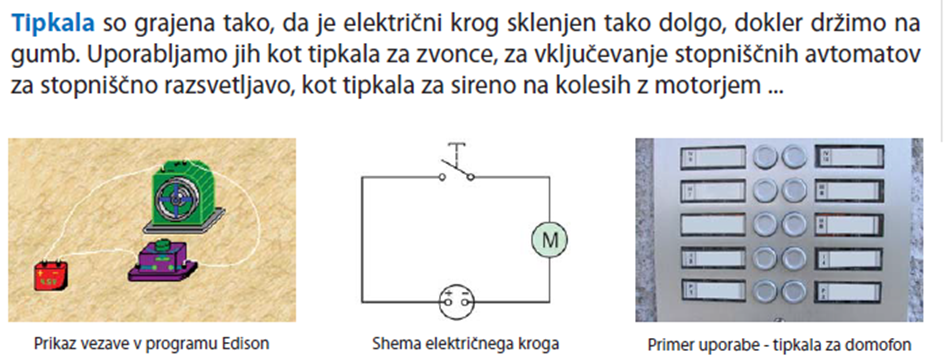 Tipkala so grajena tako, da je električni krog sklenjen tako dolgo, dokler držimo na
gumb. Uporabljamo jih kot tipkala za zvonce, za vključevanje stopniščnih avtomatov
za stopniščno razsvetljavo, kot tipkala za sireno na kolesih z motorjem ...
+ -
4.5V
M
+ -
Prikaz vezave v programu Edison
Shema električnega kroga
Primer uporabe - tipkala za domofon